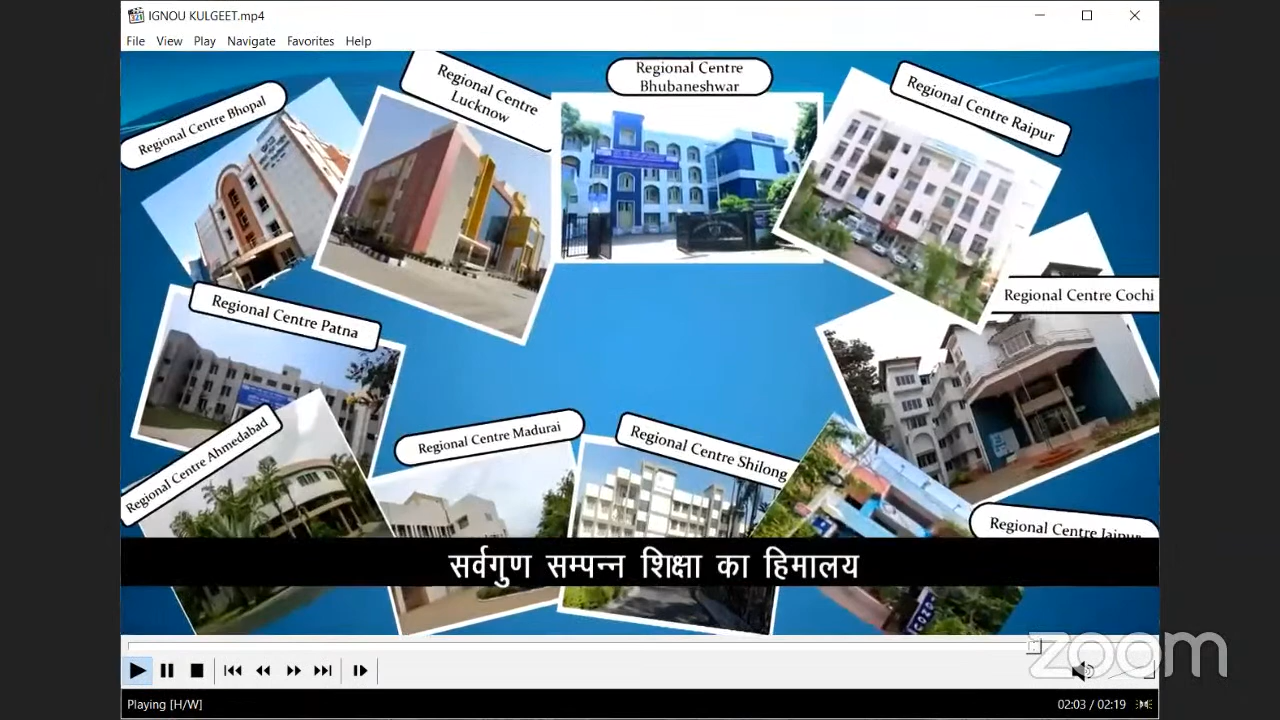 IGNOU KULGEET.mp4
File View Play Navigate Favorites Help
Regional Centre Bhopal
Regional Centre
Lucknow
Regional Centre
Bhubaneshwar
Regional Centre Raipur
Regional Centre Cochi
Regional Centre Patna
Regional Centre Ahmedabad
Regional Centre Madurai
Regional Centre Shilong
Regional Centre Jaipur
सर्वगुण सम्पन्न शिक्षा का हिमालय
zoom
Playing [H/W]
02:03 / 02:19